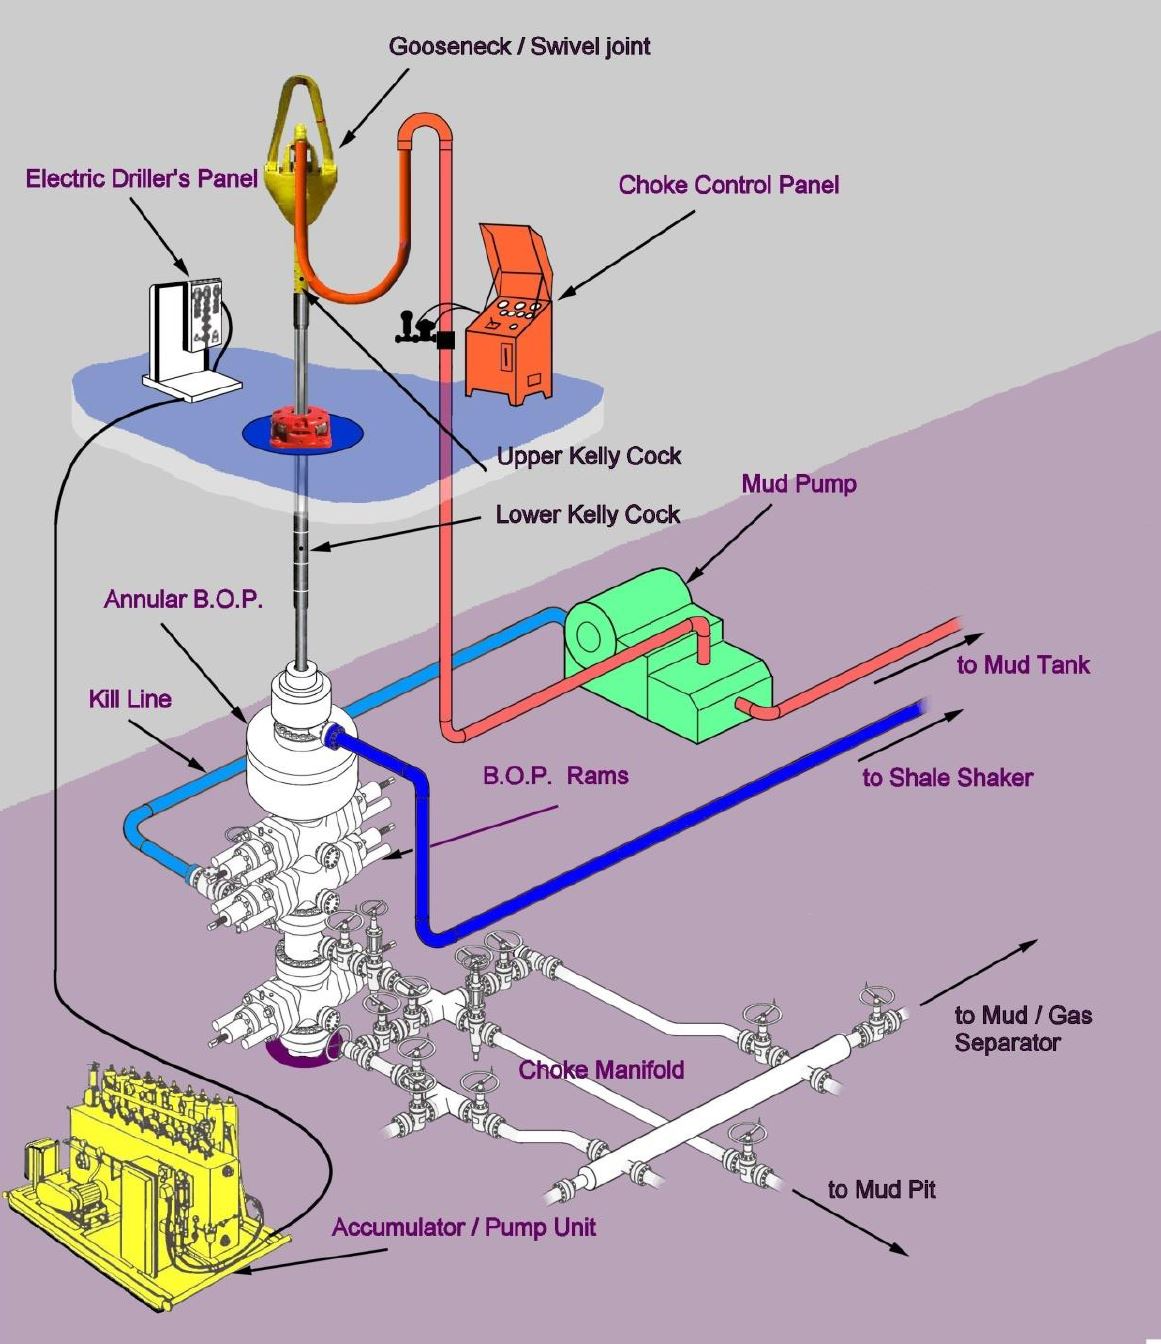 Gooseneck / Swivel joint
Electric Driller's Panel
Choke Control Panel
Upper Kelly Cock
Mud Pump
Lower Kelly Cock
Annular B.O.P.
to Mud Tank
Kill Line
B.O.P. Rams
to Shale Shaker
to Mud / Gas
Separator
Choke Manifold
to Mud Pit
Accumulator / Pump Unit